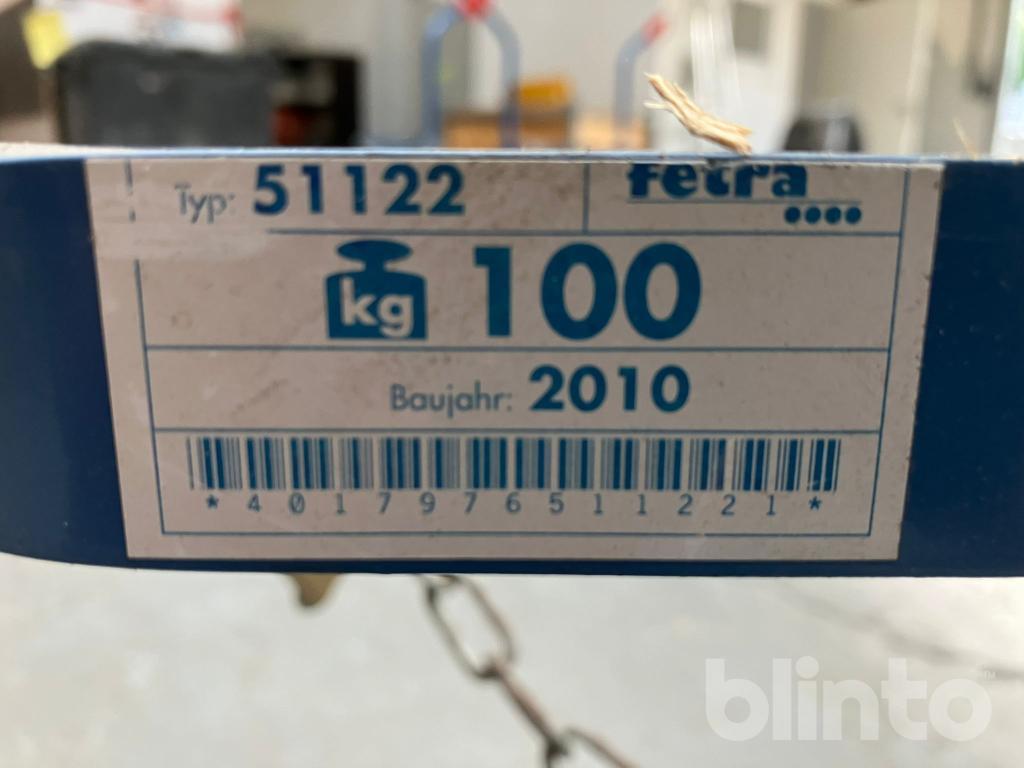 Typ: 51122
fetra
kg 100
Baujahr: 2010
*4017976511221*
blinto